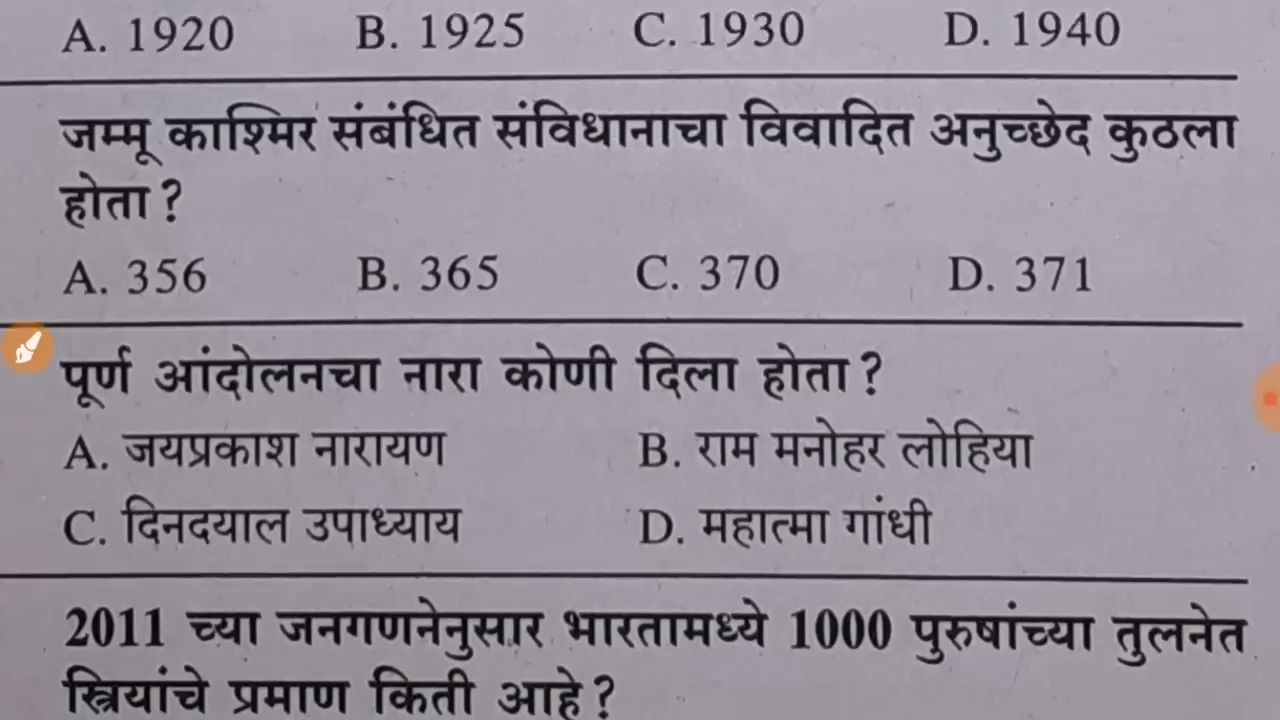 A. 1920 B. 1925 C. 1930 D. 1940
जम्मू काश्मिर संबंधित संविधानाचा विवादित अनुच्छेद कुठला
होता ?
A. 356 B. 365 C. 370 D. 371
पूर्ण आंदोलनचा नारा कोणी दिला होता ?
A. जयप्रकाश नारायण B. राम मनोहर लोहिया
C. दिनदयाल उपाध्याय D. महात्मा गांधी
2011 च्या जनगणनेनुसार भारतामध्ये 1000 पुरुषांच्या तुलनेत
स्त्रियांचे प्रमाण किती आहे ?